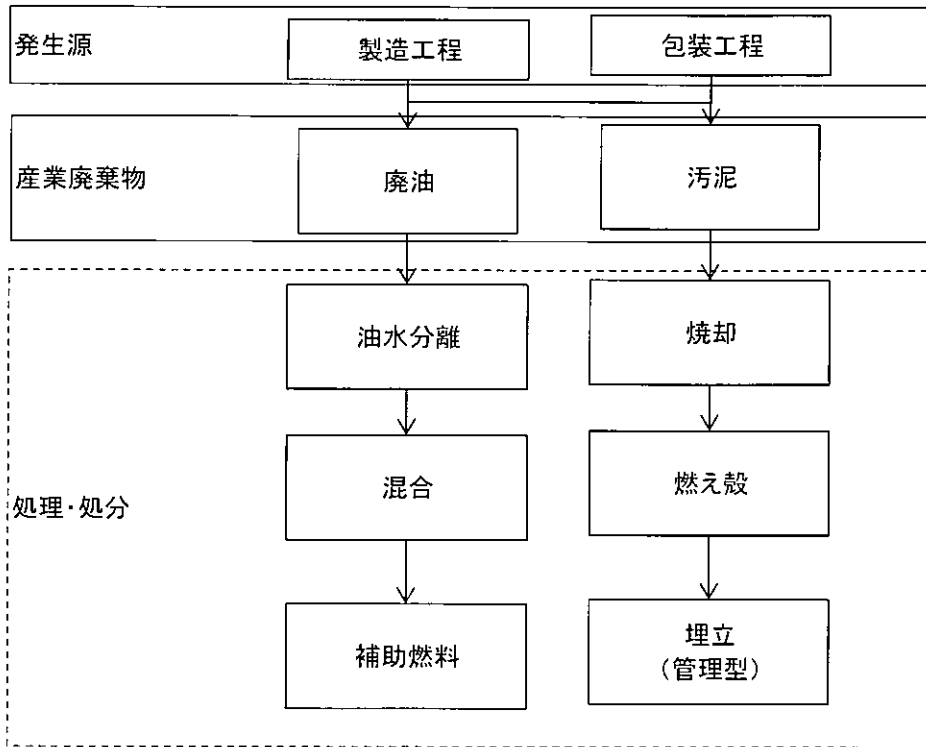 発生源
製造工程
包装工程
産業廃棄物
廃油
汚泥
処理・処分
油水分離
焼却
混合
燃え殻
補助燃料
埋立
（管理型）